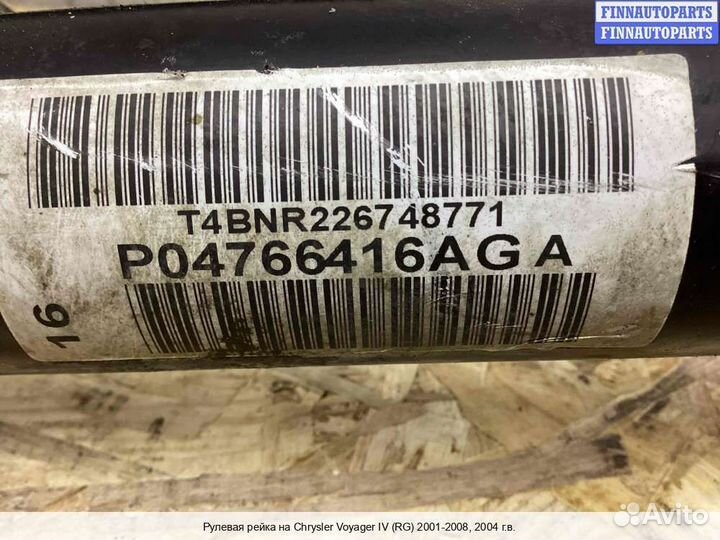 FINNAUTOPARTS
FINNAUTOPARTS
T4BNR226748771
P04766416AG A
16
Рулевая рейка на Chrysler Voyager IV (RG) 2001-2008, 2004 г.в.
Avito